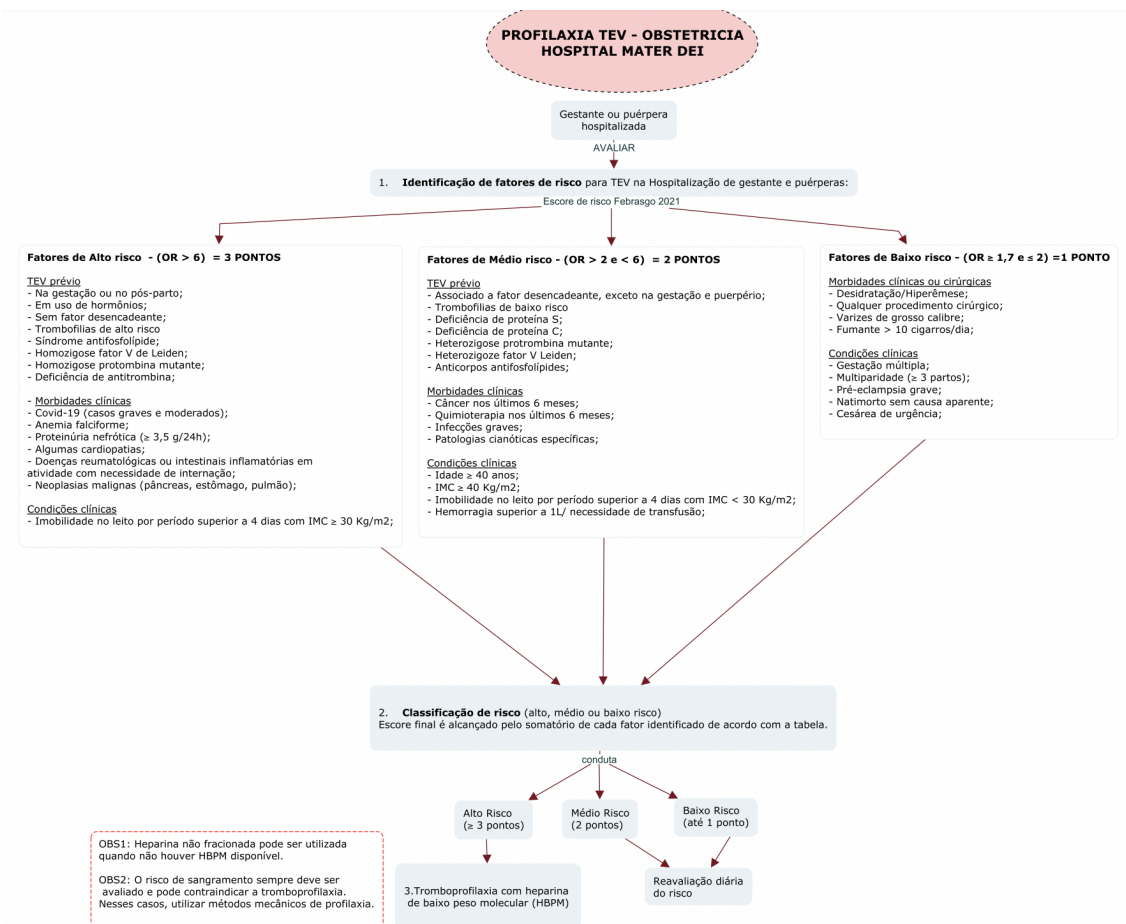 PROFILAXIA TEV - OBSTETRICIA
HOSPITAL MATER DEI
Gestante ou puérpera
hospitalizada
AVALIAR
1. Identificação de fatores de risco para TEV na Hospitalização de gestante e puérperas:
Escore de risco Febrasgo 2021
Fatores de Alto risco - (OR > 6) = 3 PONTOS
TEV prévio
- Na gestação ou no pós-parto;
- Em uso de hormônios;
- Sem fator desencadeante;
- Trombofilias de alto risco
- Síndrome antifosfolípide;
- Homozigose fator V de Leiden;
- Homozigose protombina mutante;
- Deficiência de antitrombina;
- Morbidades clínicas
- Covid-19 (casos graves e moderados);
- Anemia falciforme;
- Proteinúria nefrótica (≥ 3,5 g/24h);
- Algumas cardiopatias;
- Doenças reumatológicas ou intestinais inflamatórias em
atividade com necessidade de internação;
- Neoplasias malignas (pâncreas, estômago, pulmão);
Condições clínicas
- Imobilidade no leito por período superior a 4 dias com IMC ≥ 30 Kg/m2;
Fatores de Médio risco - (OR > 2 e < 6) = 2 PONTOS
TEV prévio
- Associado a fator desencadeante, exceto na gestação e puerpério;
- Trombofilias de baixo risco
- Deficiência de proteína S;
- Deficiência de proteína C;
- Heterozigose protrombina mutante;
- Heterozigoze fator V Leiden;
- Anticorpos antifosfolípides;
Morbidades clínicas
- Câncer nos últimos 6 meses;
- Quimioterapia nos últimos 6 meses;
- Infecções graves;
- Patologias cianóticas específicas;
Condições clínicas
- Idade ≥ 40 anos;
- IMC ≥ 40 Kg/m2;
- Imobilidade no leito por período superior a 4 dias com IMC < 30 Kg/m2;
- Hemorragia superior a 1L/ necessidade de transfusão;
Fatores de Baixo risco - (OR ≥ 1,7 e ≤ 2) =1 PONTO
Morbidades clínicas ou cirúrgicas
- Desidratação/Hiperêmese;
- Qualquer procedimento cirúrgico;
- Varizes de grosso calibre;
- Fumante > 10 cigarros/dia;
Condições clínicas
- Gestação múltipla;
- Multiparidade (≥ 3 partos);
- Pré-eclampsia grave;
- Natimorto sem causa aparente;
- Cesárea de urgência;
2. Classificação de risco (alto, médio ou baixo risco)
Escore final é alcançado pelo somatório de cada fator identificado de acordo com a tabela.
conduta
Alto Risco
(≥ 3 pontos)
Médio Risco
(2 pontos)
Baixo Risco
(até 1 ponto)
3.Tromboprofilaxia com heparina
de baixo peso molecular (HBPM)
Reavaliação diária
do risco
OBS1: Heparina não fracionada pode ser utilizada
quando não houver HBPM disponível.
OBS2: O risco de sangramento sempre deve ser
avaliado e pode contraindicar a tromboprofilaxia.
Nesses casos, utilizar métodos mecânicos de profilaxia.